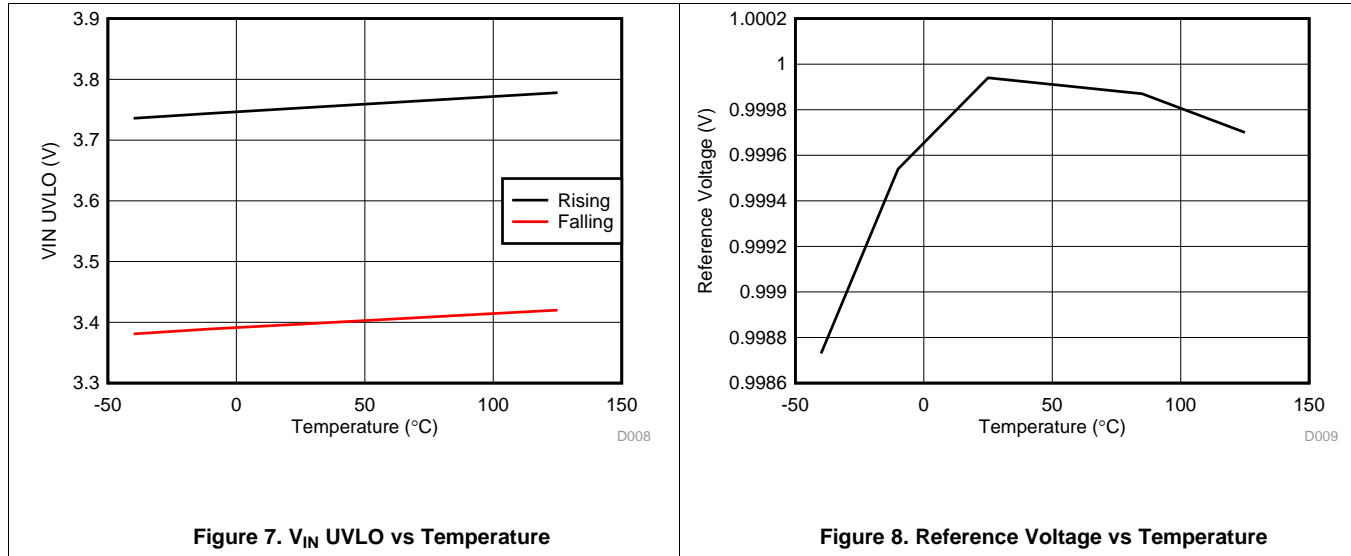 3.9
3.8
3.7
3.6
3.5
3.4
3.3
VIN UVLO (V)
Rising
Falling
-50 0 50 100 150
Temperature (°C)
D008
Figure 7. VIN UVLO vs Temperature
1.0002
1
0.9998
0.9996
0.9994
0.9992
0.999
0.9988
0.9986
Reference Voltage (V)
-50 0 50 100 150
Temperature (°C)
D009
Figure 8. Reference Voltage vs Temperature